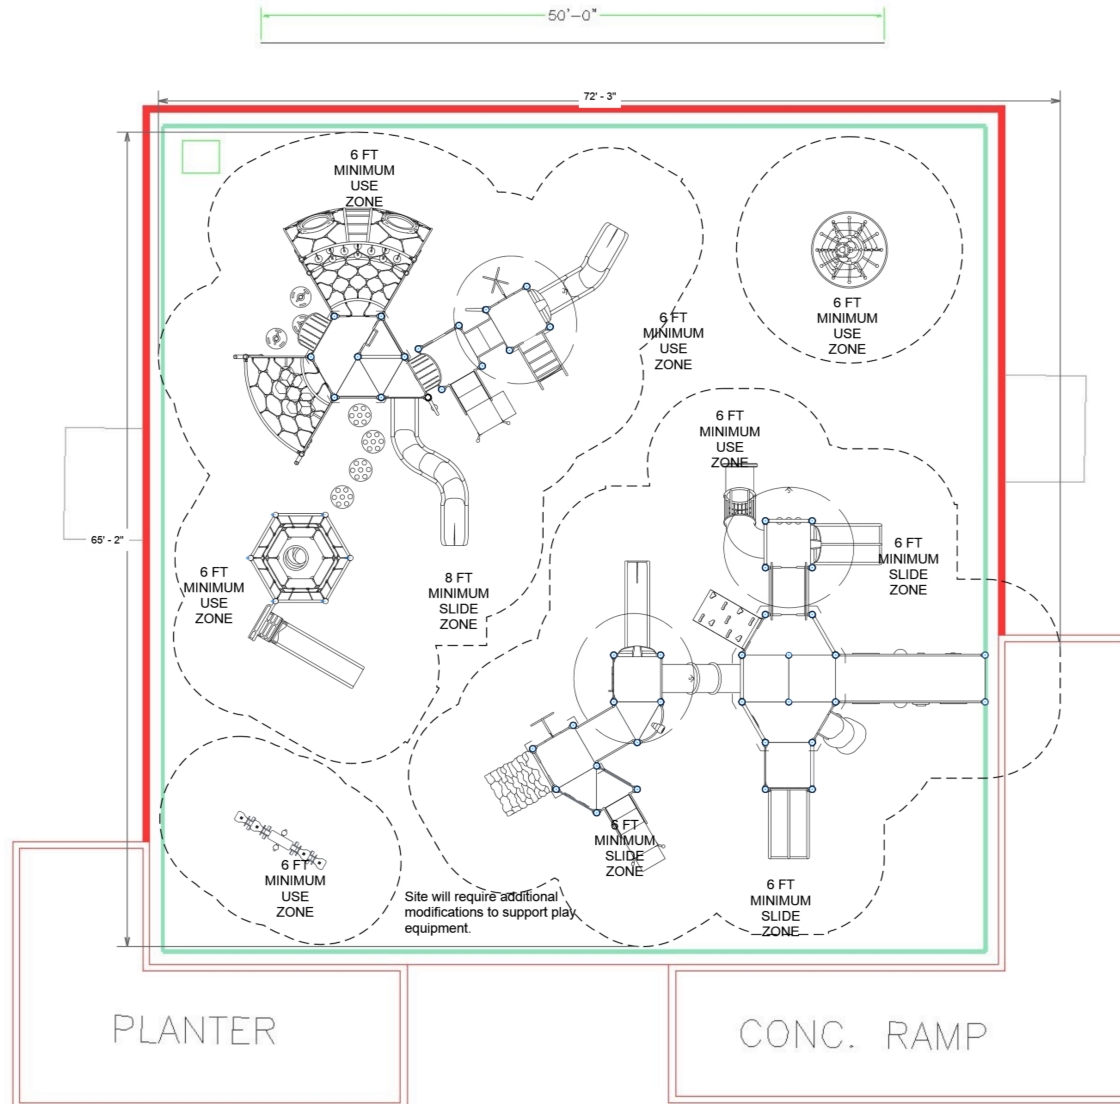 50'-0"
72' - 3"
6 FT
MINIMUM
USE
ZONE
6 FT
MINIMUM
USE
ZONE
6 FT
MINIMUM
USE
ZONE
6 FT
MINIMUM
USE
ZONE
65' - 2"
6 FT
MINIMUM
SLIDE
ZONE
6 FT
MINIMUM
USE
ZONE
8 FT
MINIMUM
SLIDE
ZONE
6 FT
MINIMUM
SLIDE
ZONE
6 FT
MINIMUM
USE
ZONE
6 FT
MINIMUM
SLIDE
ZONE
Site will require additional
modifications to support play
equipment.
PLANTER
CONC. RAMP